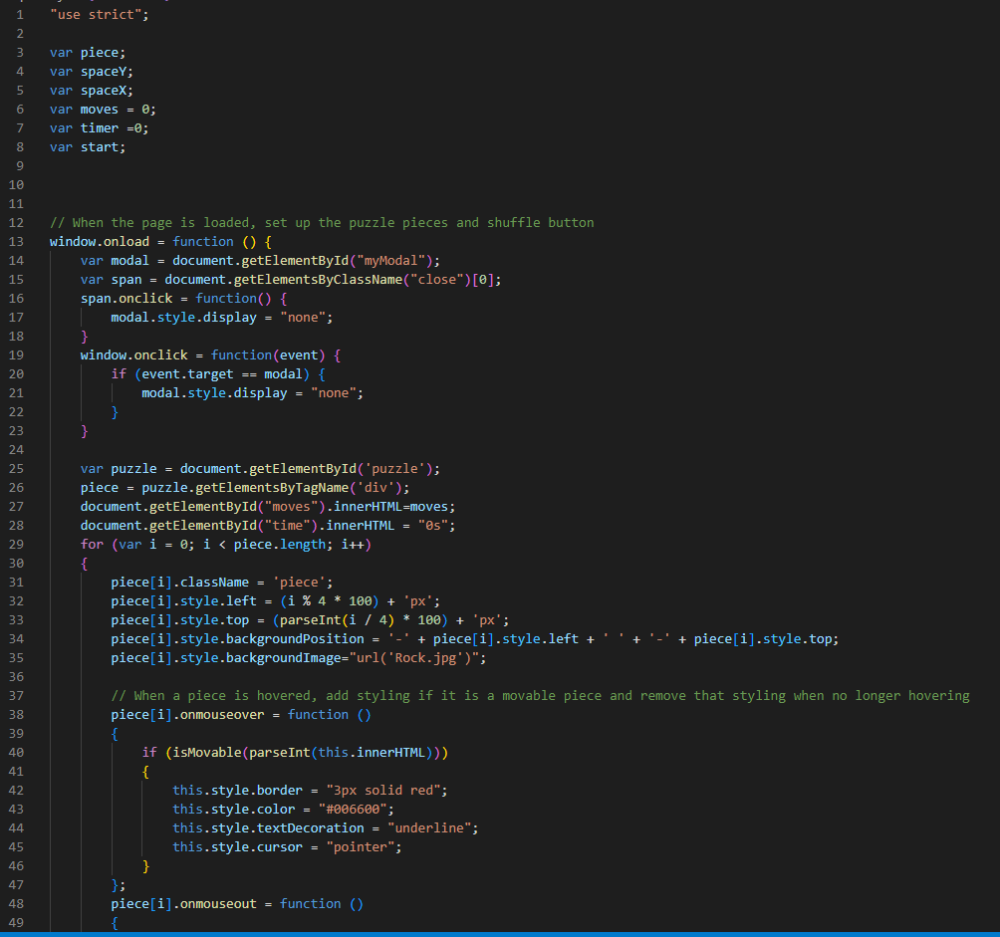 1 "use strict";
2
3 var piece;
4 var spaceY;
5 var spaceX;
6 var moves = 0;
7 var timer =0;
8 var start;
9
10
11
12 // When the page is loaded, set up the puzzle pieces and shuffle button
13 window.onload = function () {
14     var modal = document.getElementById("myModal");
15     var span = document.getElementsByClassName("close")[0];
16     span.onclick = function() {
17         modal.style.display = "none";
18     }
19     window.onclick = function(event) {
20         if (event.target == modal) {
21             modal.style.display = "none";
22         }
23     }
24
25     var puzzle = document.getElementById('puzzle');
26     piece = puzzle.getElementsByTagName('div');
27     document.getElementById("moves").innerHTML=moves;
28     document.getElementById("time").innerHTML = "0s";
29     for (var i = 0; i < piece.length; i++)
30     {
31         piece[i].className = 'piece';
32         piece[i].style.left = (i % 4 * 100) + 'px';
33         piece[i].style.top = (parseInt(i / 4) * 100) + 'px';
34         piece[i].style.backgroundPosition = '-' + piece[i].style.left + ' ' + '-' + piece[i].style.top;
35         piece[i].style.backgroundImage="url('Rock.jpg')";
36
37         // When a piece is hovered, add styling if it is a movable piece and remove that styling when no longer hovering
38         piece[i].onmouseover = function ()
39         {
40             if (isMovable(parseInt(this.innerHTML)))
41             {
42                 this.style.border = "3px solid red";
43                 this.style.color = "#006600";
44                 this.style.textDecoration = "underline";
45                 this.style.cursor = "pointer";
46             }
47         };
48         piece[i].onmouseout = function ()
49         {